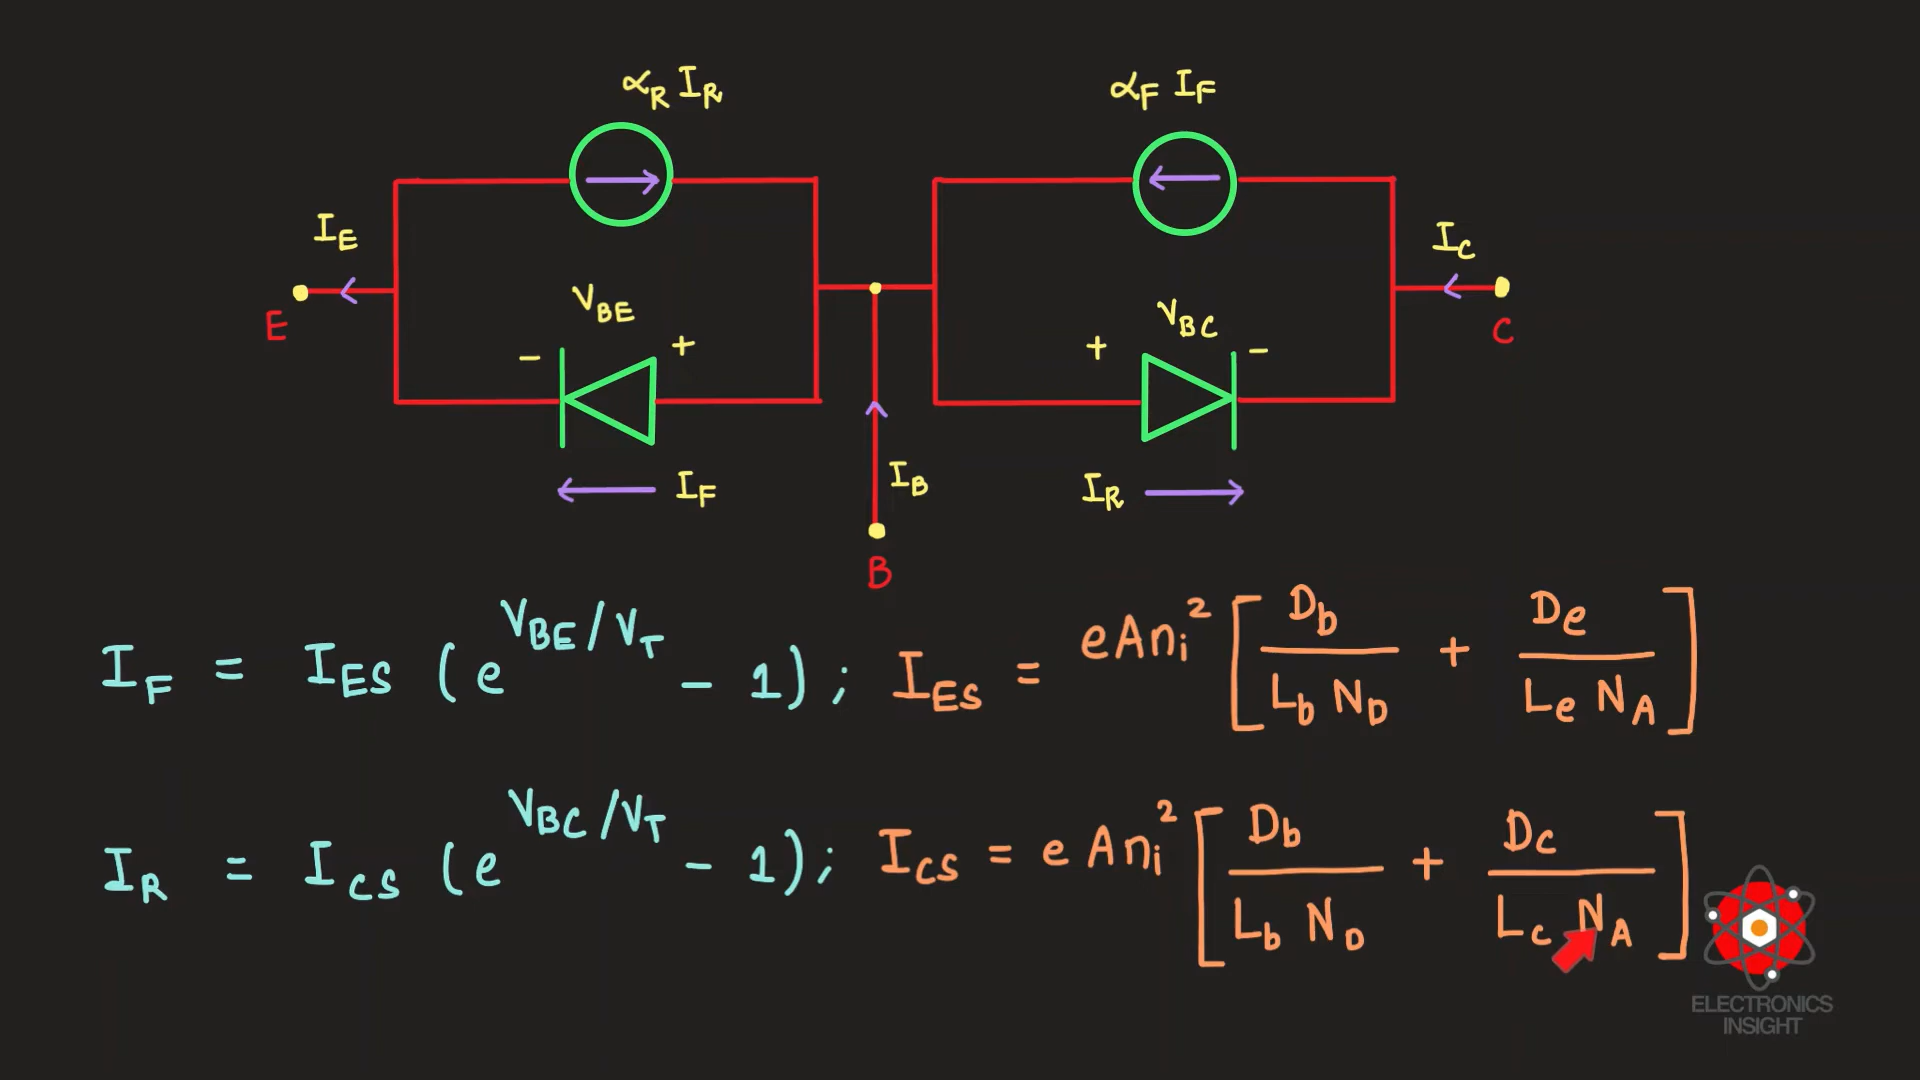 α_R I_R
α_F I_F
I_E
I_C
V_BE
V_BC
E
C
- +
+ -
I_F
I_B
I_R
B
I_F = I_ES (e^{V_BE/V_T} - 1); I_ES = eAn_i^2 [D_b/(L_b N_D) + D_e/(L_e N_A)]
I_R = I_CS (e^{V_BC/V_T} - 1); I_CS = eAn_i^2 [D_b/(L_b N_D) + D_c/(L_c N_A)]
ELECTRONICS
INSIGHT